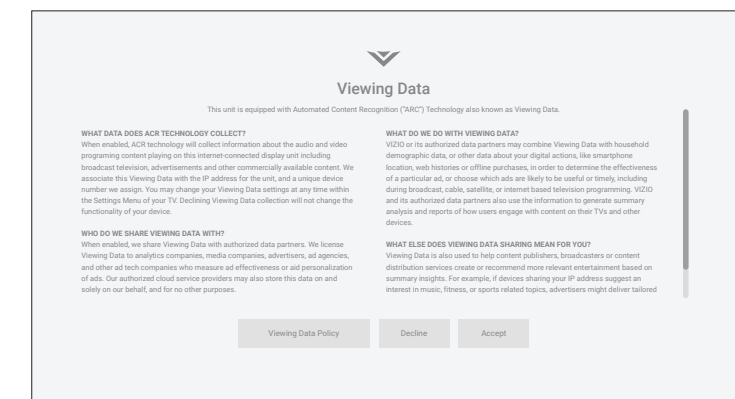 Viewing Data
This unit is equipped with Automated Content Recognition ("ACR") Technology also known as Viewing Data.
WHAT DATA DOES ACR TECHNOLOGY COLLECT?
When enabled, ACR technology will collect information about the audio and video
programing content playing on this internet-connected display unit including
broadcast television, advertisements and other commercially available content. We
associate this Viewing Data with the IP address for the unit, and a unique device
number we assign. You may change your Viewing Data settings at any time within
the Settings Menu of your TV. Declining Viewing Data collection will not change the
functionality of your device.
WHO DO WE SHARE VIEWING DATA WITH?
When enabled, we share Viewing Data with authorized data partners. We license
Viewing Data to analytics companies, media companies, advertisers, ad agencies,
and other ad tech companies who measure ad effectiveness or aid personalization
of ads. Our authorized cloud service providers may also store this data on and
solely on our behalf, and for no other purposes.
WHAT DO WE DO WITH VIEWING DATA?
VIZIO or its authorized data partners may combine Viewing Data with household
demographic data, or other data about your digital actions, like smartphone
location, web histories or offline purchases, in order to determine the effectiveness
of a particular ad, or choose which ads are likely to be useful or timely, including
during broadcast, cable, satellite, or internet based television programming. VIZIO
and its authorized data partners also use the information to generate summary
analysis and reports of how users engage with content on their TVs and other
devices.
WHAT ELSE DOES VIEWING DATA SHARING MEAN FOR YOU?
Viewing Data is also used to help content publishers, broadcasters or content
distribution services create or recommend more relevant entertainment based on
summary insights. For example, if devices sharing your IP address suggest an
interest in music, fitness, or sports related topics, advertisers might deliver tailored
Viewing Data Policy
Decline
Accept